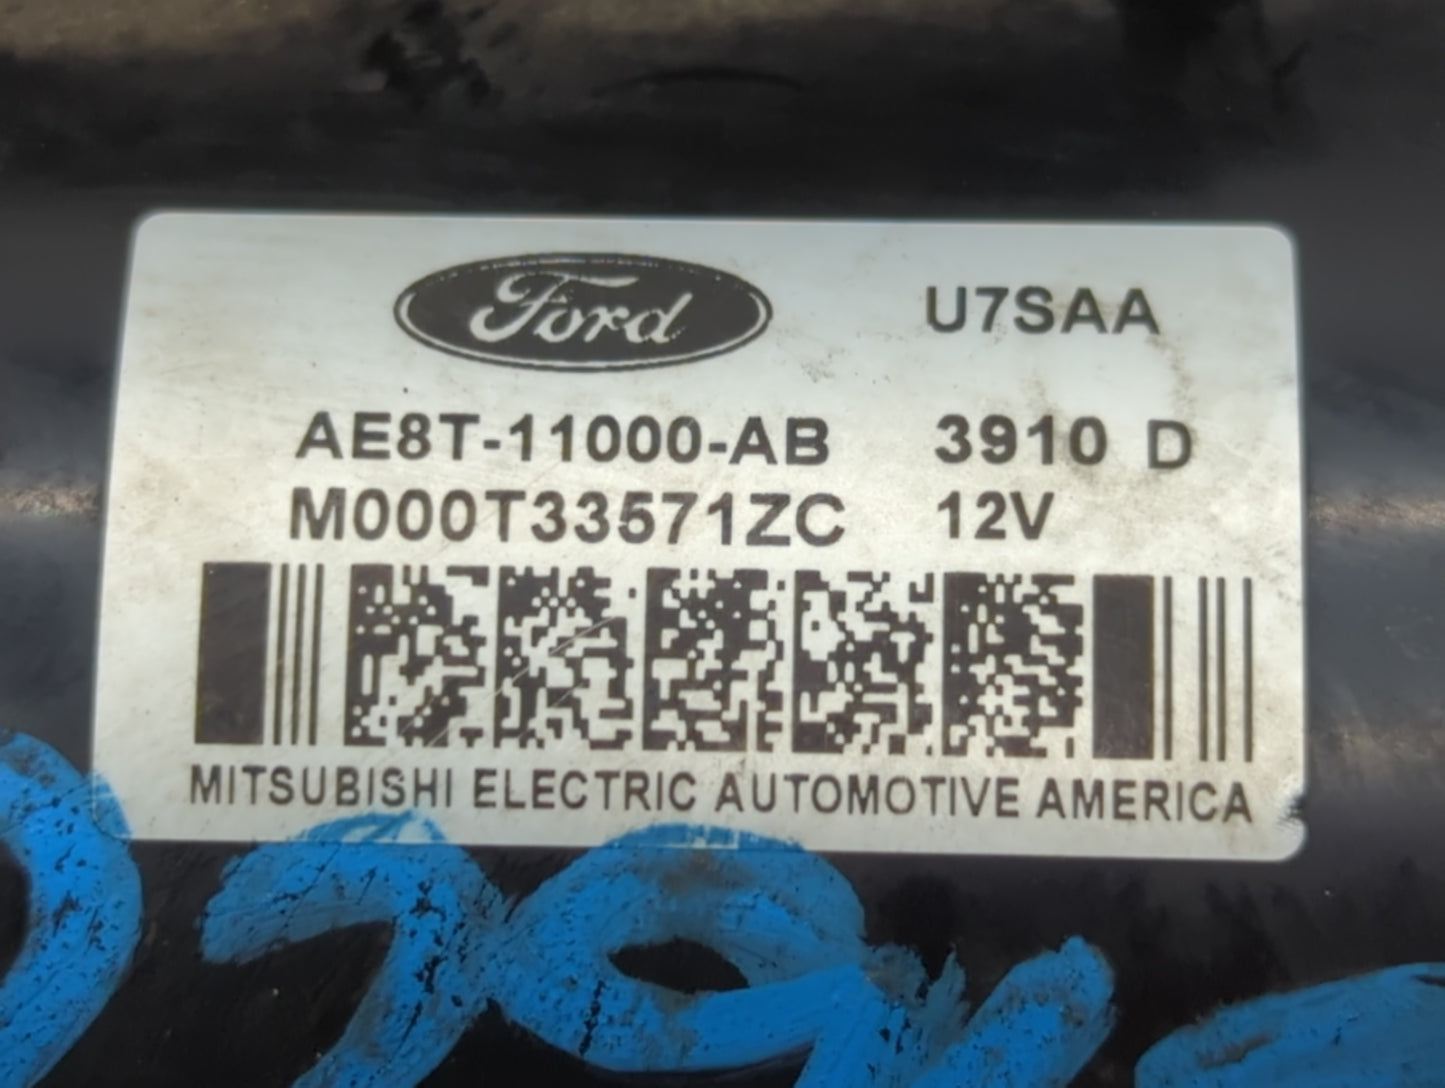 Ford U7SAA
AE8T-11000-AB 3910 D
M000T33571ZC 12V
MITSUBISHI ELECTRIC AUTOMOTIVE AMERICA